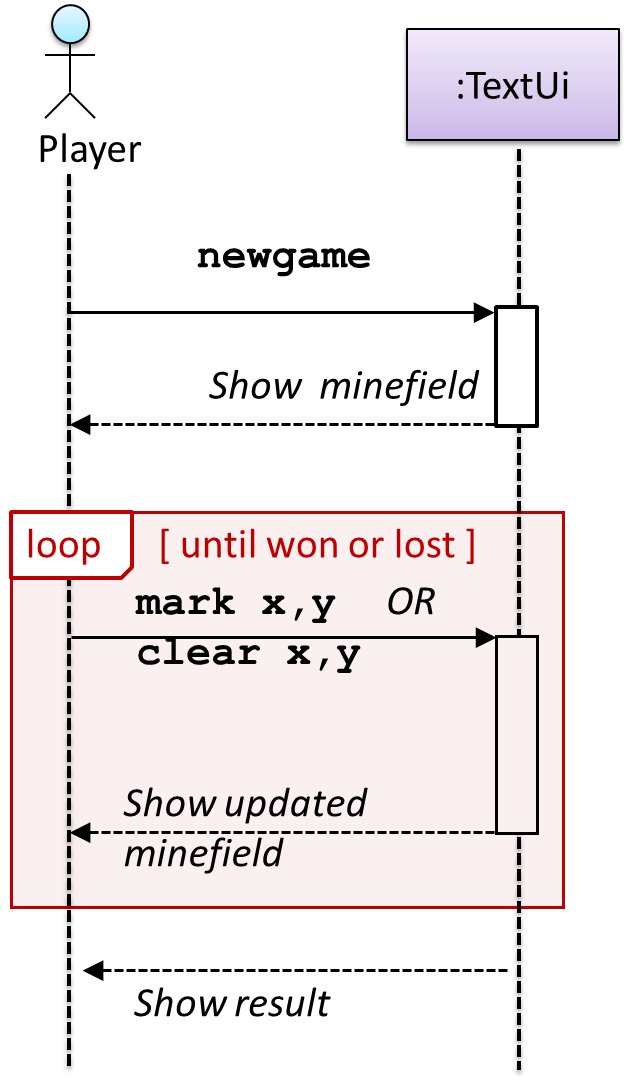 Player
:TextUi
newgame
Show minefield
loop [ until won or lost ]
mark x,y OR
clear x,y
Show updated
minefield
Show result